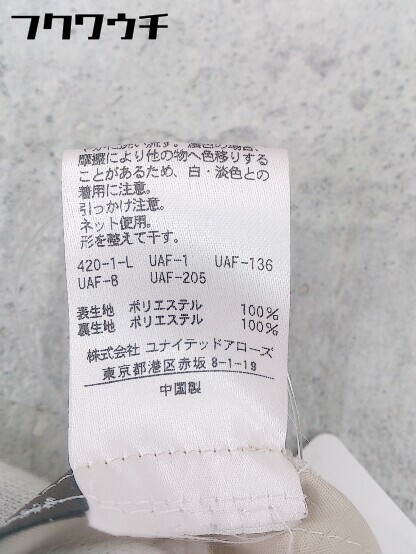 フクワウチ
摩擦により他の物へ色移りする
ことがあるため、白・淡色との
着用に注意。
引っかけ注意。
ネット使用。
形を整えて干す。
420-1-L UAF-1 UAF-136
UAF-8 UAF-205
表生地 ポリエステル 100%
裏生地 ポリエステル 100%
株式会社 ユナイテッドアローズ
東京都港区赤坂 8-1-19
中国製